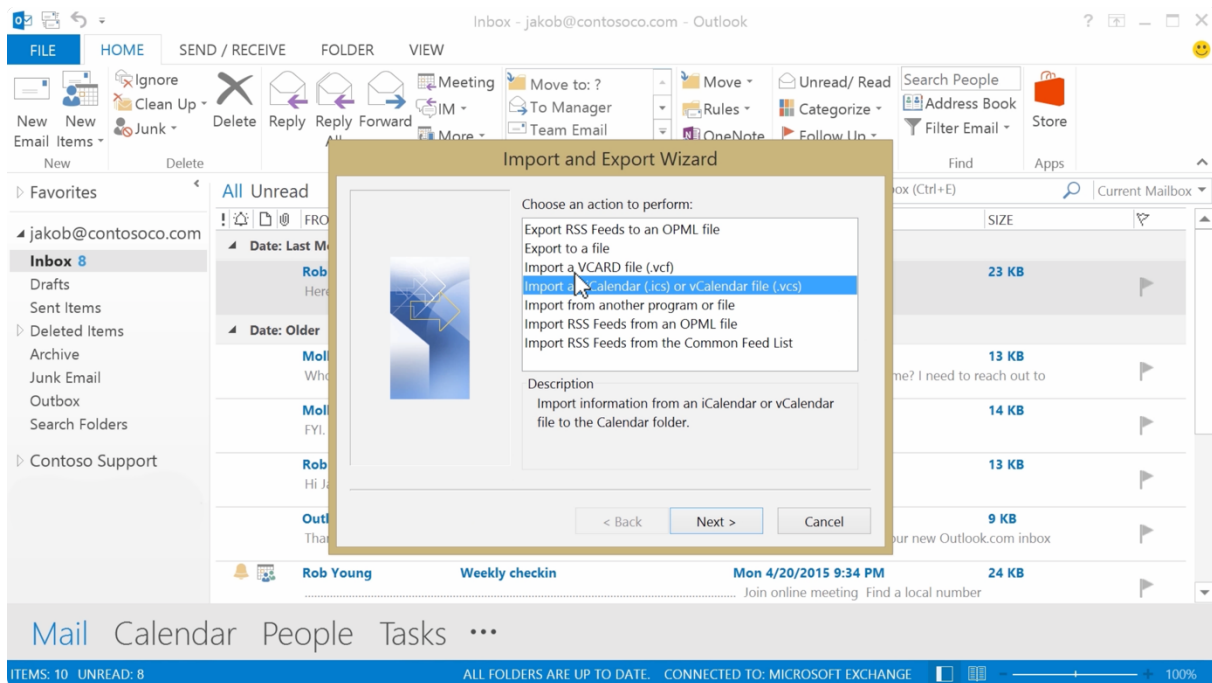 Inbox - jakob@contosoco.com - Outlook
FILE HOME SEND / RECEIVE FOLDER VIEW
New Email
New Items
Ignore
Clean Up
Junk
Delete
Reply
Reply All
Forward
Meeting
IM
More
Move to: ?
To Manager
Team Email
Move
Rules
OneNote
Unread/ Read
Categorize
Follow Up
Search People
Address Book
Filter Email
Store
New
Delete
Find
Apps
Favorites
jakob@contosoco.com
Inbox 8
Drafts
Sent Items
Deleted Items
Archive
Junk Email
Outbox
Search Folders
Contoso Support
All Unread
(Ctrl+E)
Current Mailbox
SIZE
Date: Older
23 KB
13 KB
me? I need to reach out to
14 KB
13 KB
9 KB
new Outlook.com inbox
Rob Young Weekly checkin Mon 4/20/2015 9:34 PM 24 KB
Join online meeting Find a local number
Import and Export Wizard
Choose an action to perform:
Export RSS Feeds to an OPML file
Export to a file
Import a VCARD file (.vcf)
Import (.ics) or vCalendar file (.vcs)
Import from another program or file
Import RSS Feeds from an OPML file
Import RSS Feeds from the Common Feed List
Description
Import information from an iCalendar or vCalendar
file to the Calendar folder.
< Back Next > Cancel
Mail Calendar People Tasks
ITEMS: 10 UNREAD: 8 ALL FOLDERS ARE UP TO DATE. CONNECTED TO: MICROSOFT EXCHANGE 100%